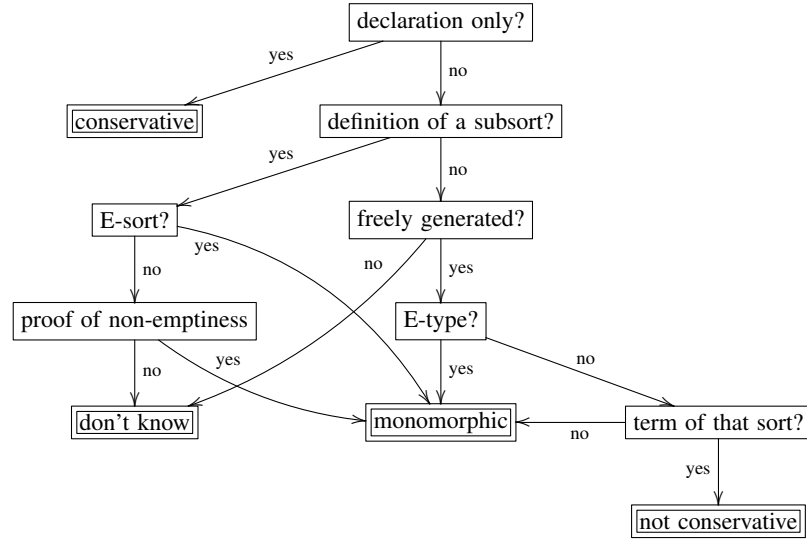 declaration only?
yes
no
conservative
definition of a subsort?
yes
no
E-sort?
freely generated?
yes
no
no
yes
proof of non-emptiness
E-type?
no
yes
yes
no
don't know
monomorphic
no
term of that sort?
yes
not conservative